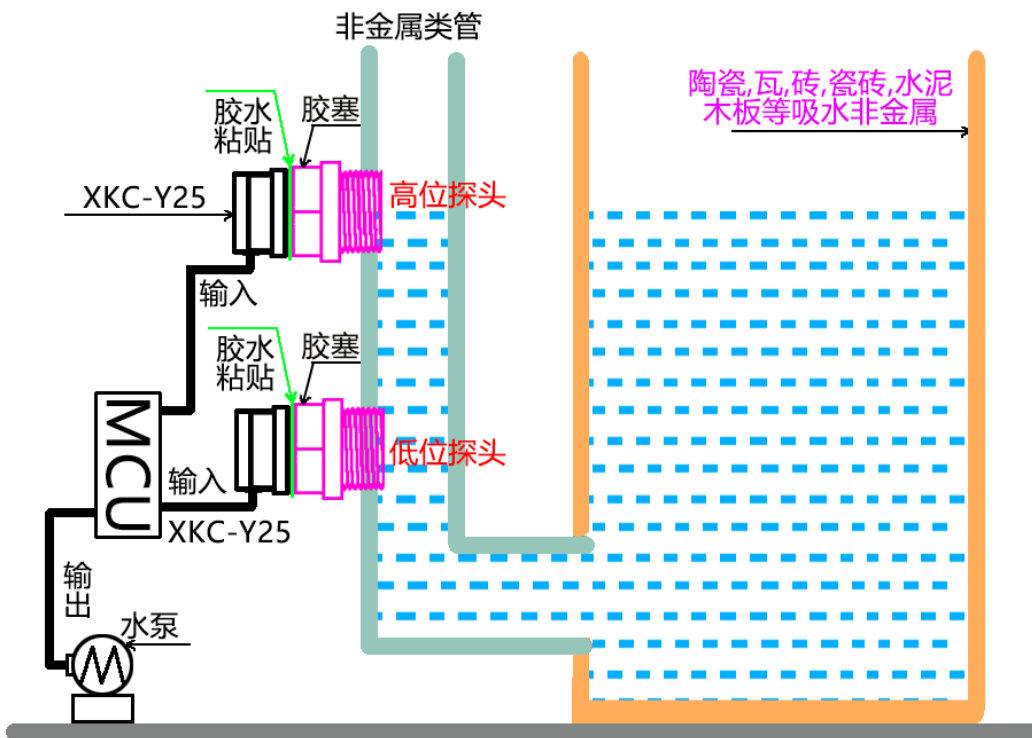 非金属类管
陶瓷,瓦,砖,瓷砖,水泥
木板等吸水非金属
胶水
粘贴
胶塞
XKC-Y25
高位探头
输入
胶水
粘贴
胶塞
MCU
低位探头
输入
XKC-Y25
输出
水泵